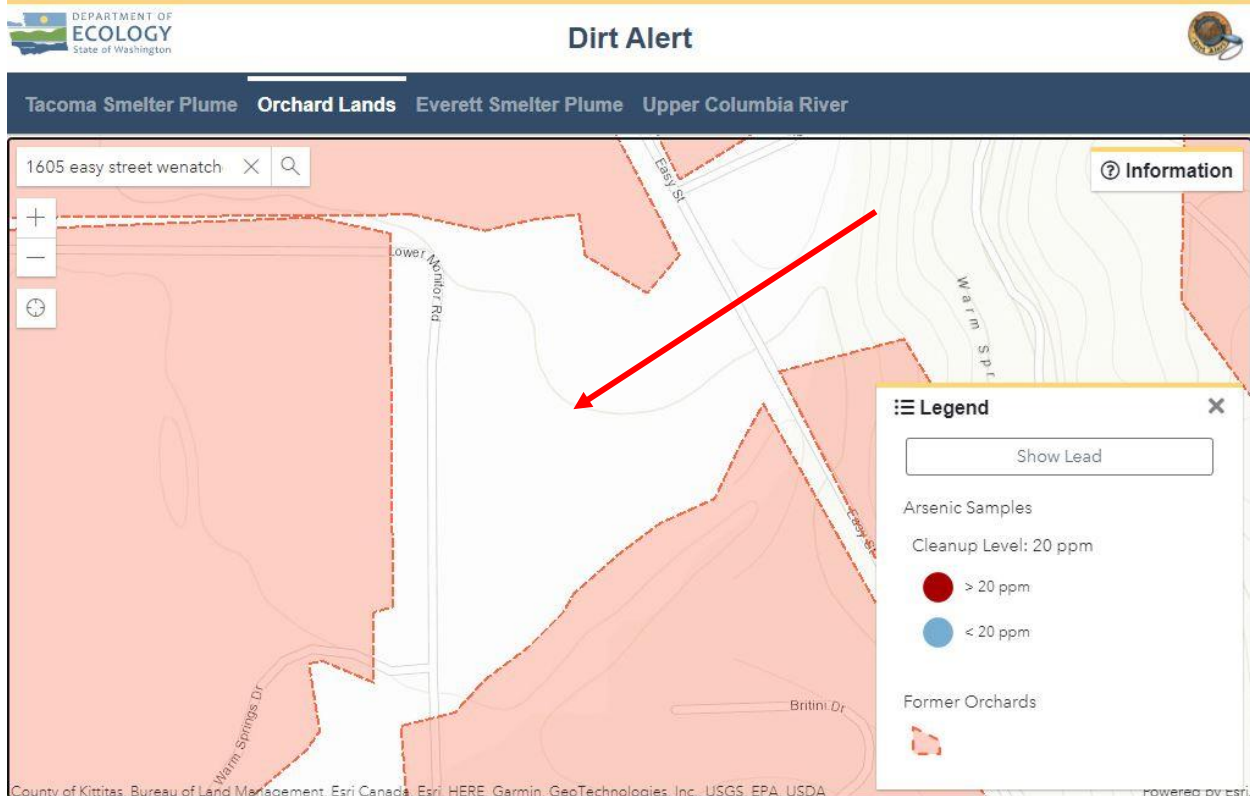 DEPARTMENT OF
ECOLOGY
State of Washington
Dirt Alert
Dirt Alert
Tacoma Smelter Plume Orchard Lands Everett Smelter Plume Upper Columbia River
1605 easy street wenatch
Information
+
−
Easy St
Lower Monitor Rd
Warm Spr
Legend
Show Lead
Arsenic Samples
Cleanup Level: 20 ppm
> 20 ppm
< 20 ppm
Easy St
Former Orchards
Britini Dr
Warm Springs Dr
County of Kittitas, Bureau of Land Management, Esri Canada, Esri, HERE, Garmin, GeoTechnologies, Inc., USGS, EPA, USDA
Powered by Esri